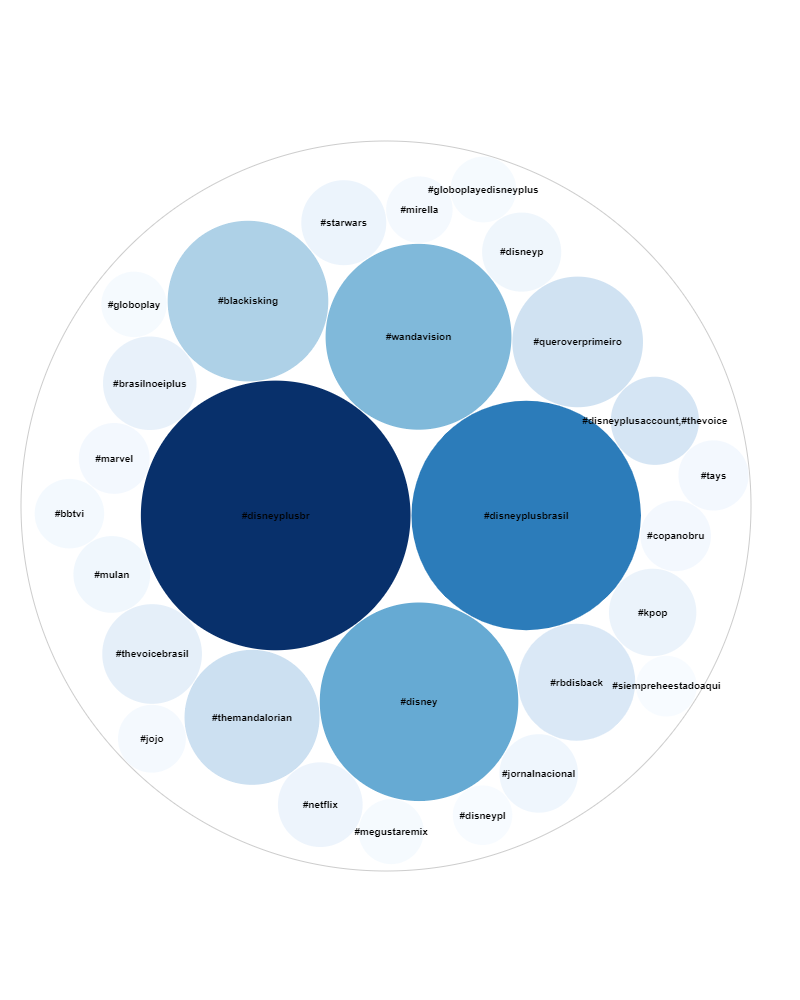 #globoplayedisneyplus
#mirella
#starwars
#disneyp
#blackisking
#globoplay
#wandavision
#queroverprimeiro
#brasilnoeiplus
#disneyplusaccount,#thevoice
#marvel
#tays
#bbtvi
#disneyplusbr
#disneyplusbrasil
#copanobru
#mulan
#kpop
#thevoicebrasil
#rbdisback
#siempreheestadoaqui
#disney
#themandalorian
#jojo
#jornalnacional
#netflix
#disneypl
#megustaremix